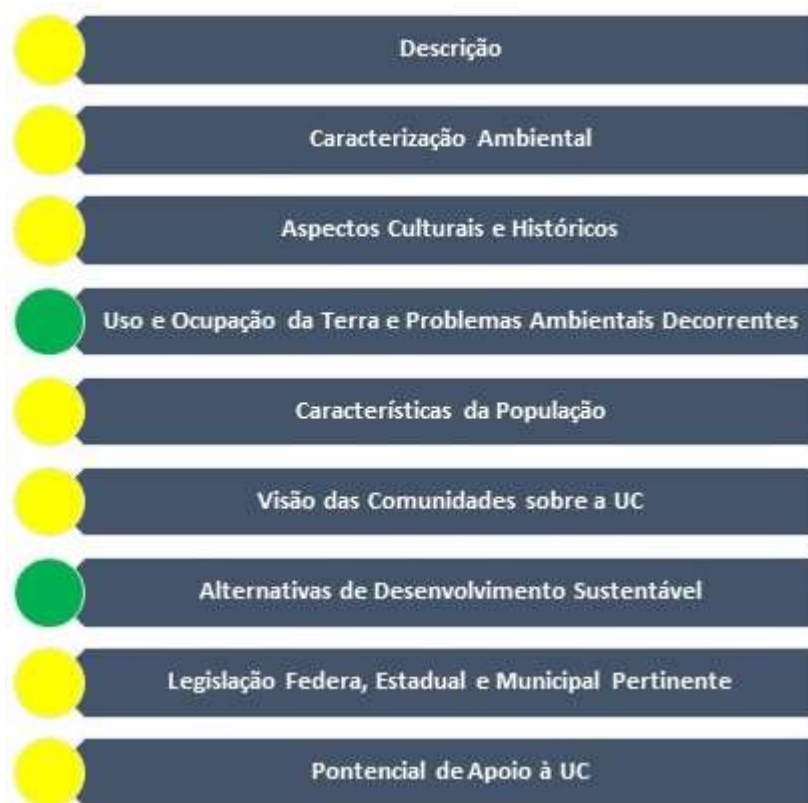 Descrição
Caracterização Ambiental
Aspectos Culturais e Históricos
Uso e Ocupação da Terra e Problemas Ambientais Decorrentes
Características da População
Visão das Comunidades sobre a UC
Alternativas de Desenvolvimento Sustentável
Legislação Federa, Estadual e Municipal Pertinente
Pontencial de Apoio à UC